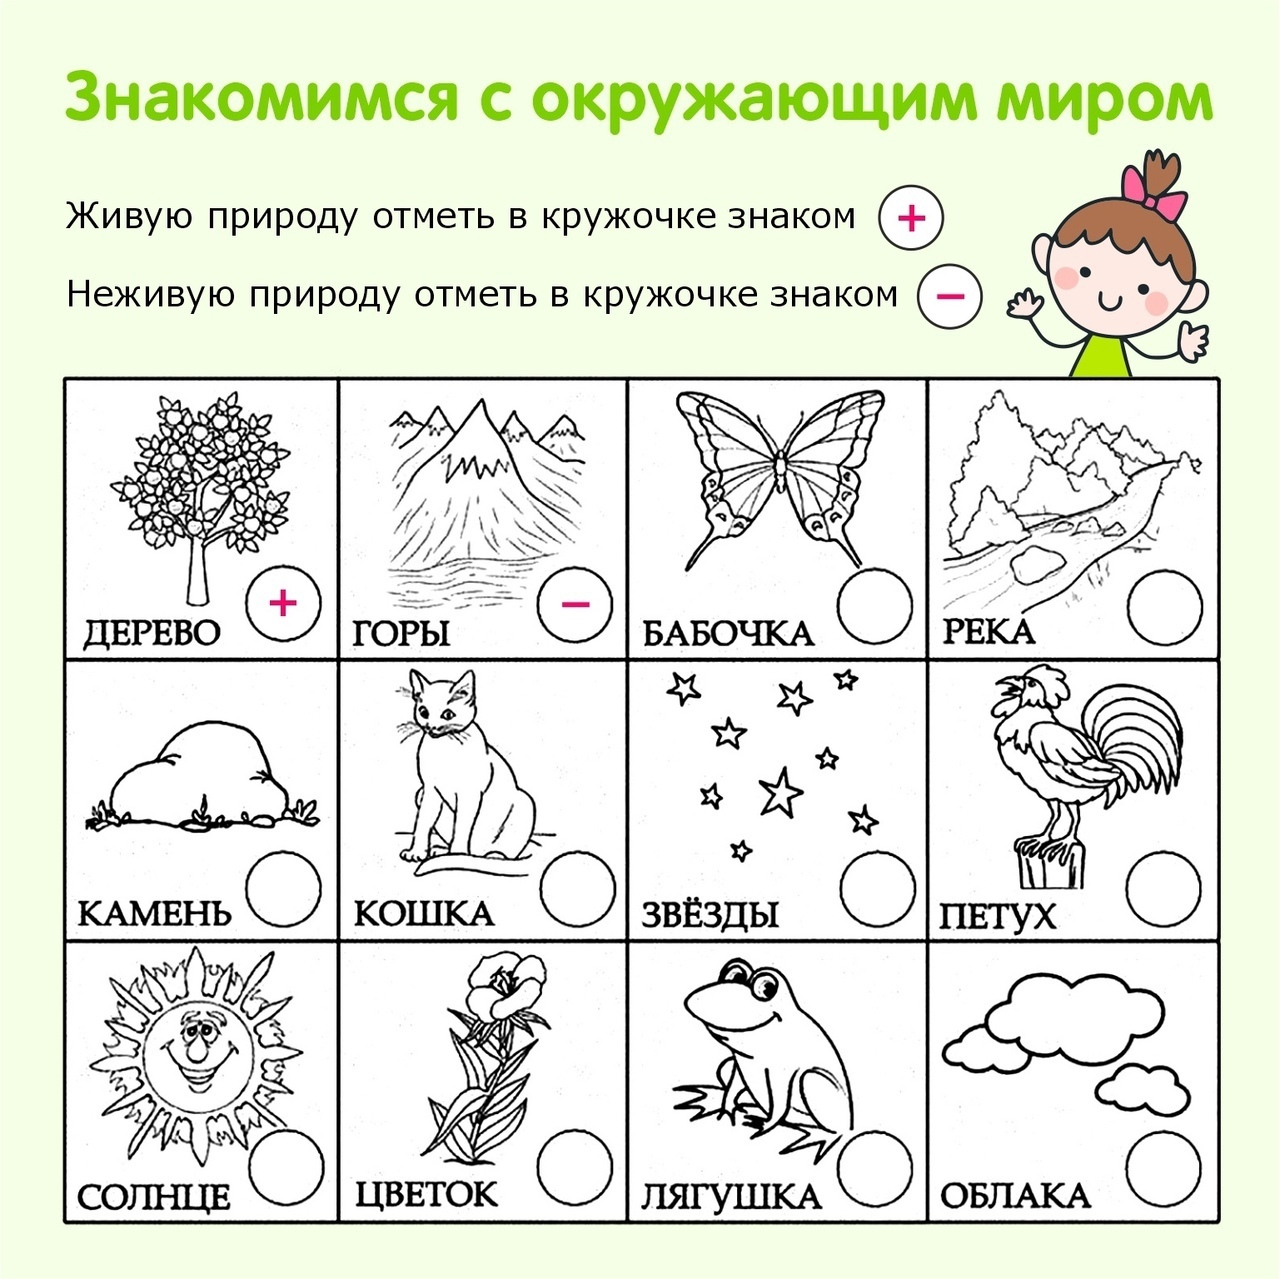 Знакомимся с окружающим миром
Живую природу отметь в кружочке знаком +
Неживую природу отметь в кружочке знаком −
ДЕРЕВО +
ГОРЫ −
БАБОЧКА
РЕКА
КАМЕНЬ
КОШКА
ЗВЁЗДЫ
ПЕТУХ
СОЛНЦЕ
ЦВЕТОК
ЛЯГУШКА
ОБЛАКА